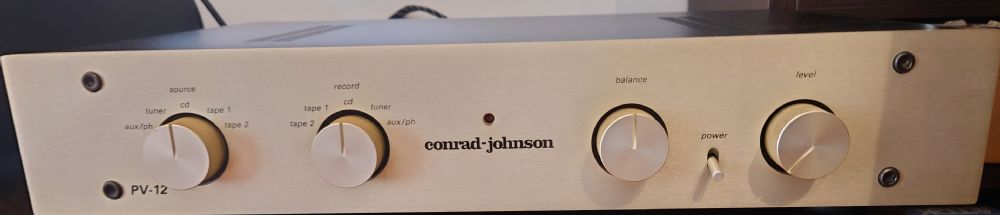 source
tuner cd tape 1
aux/ph tape 2
record
tape 1 cd tuner
tape 2 aux/ph
conrad-johnson
balance
power
level
PV-12